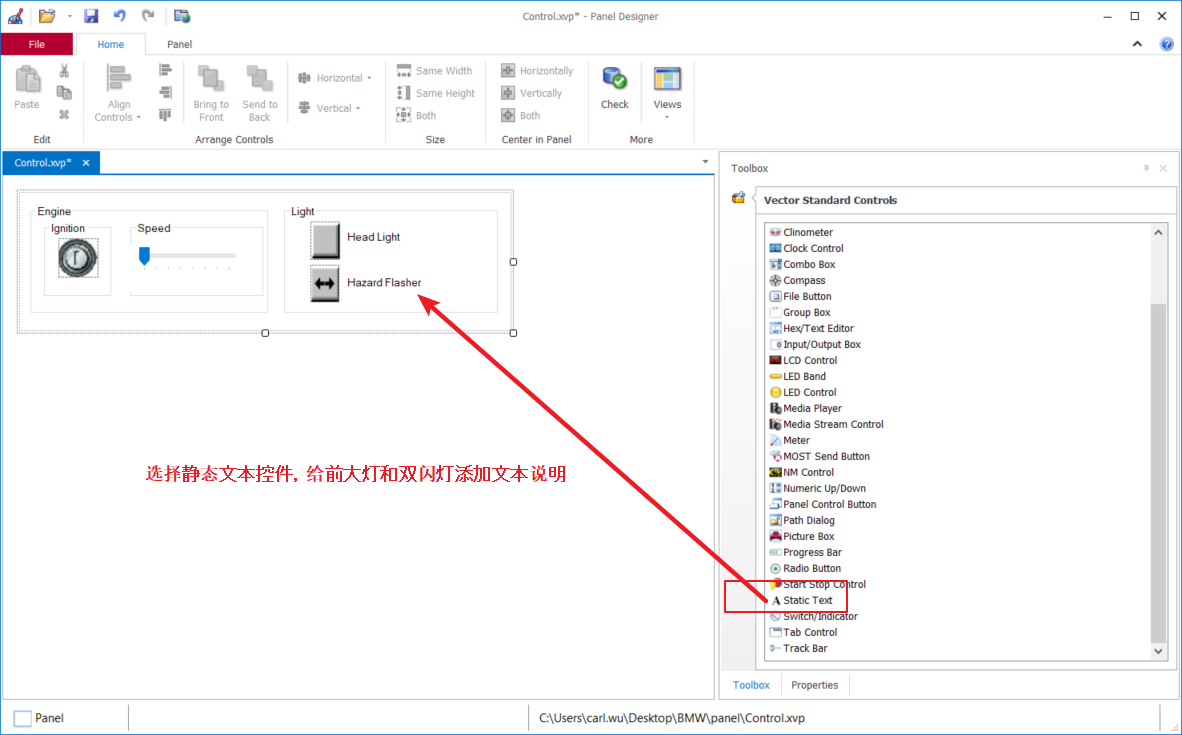 Control.xvp* - Panel Designer
File
Home
Panel
Paste
Edit
Align Controls
Bring to Front
Send to Back
Horizontal
Vertical
Arrange Controls
Same Width
Same Height
Both
Size
Horizontally
Vertically
Both
Center in Panel
Check
Views
More
Control.xvp*
Engine
Ignition
Speed
Light
Head Light
Hazard Flasher
选择静态文本控件, 给前大灯和双闪灯添加文本说明
Toolbox
Vector Standard Controls
Clinometer
Clock Control
Combo Box
Compass
File Button
Group Box
Hex/Text Editor
Input/Output Box
LCD Control
LED Band
LED Control
Media Player
Media Stream Control
Meter
MOST Send Button
NM Control
Numeric Up/Down
Panel Control Button
Path Dialog
Picture Box
Progress Bar
Radio Button
Start Stop Control
Static Text
Switch/Indicator
Tab Control
Track Bar
Toolbox
Properties
Panel
C:\Users\carl.wu\Desktop\BMW\panel\Control.xvp